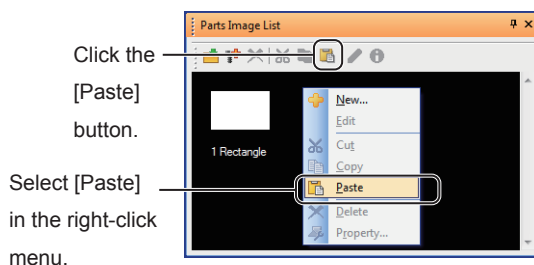 Parts Image List
Click the
[Paste]
button.
1 Rectangle
New...
Edit
Cut
Copy
Paste
Delete
Property...
Select [Paste]
in the right-click
menu.